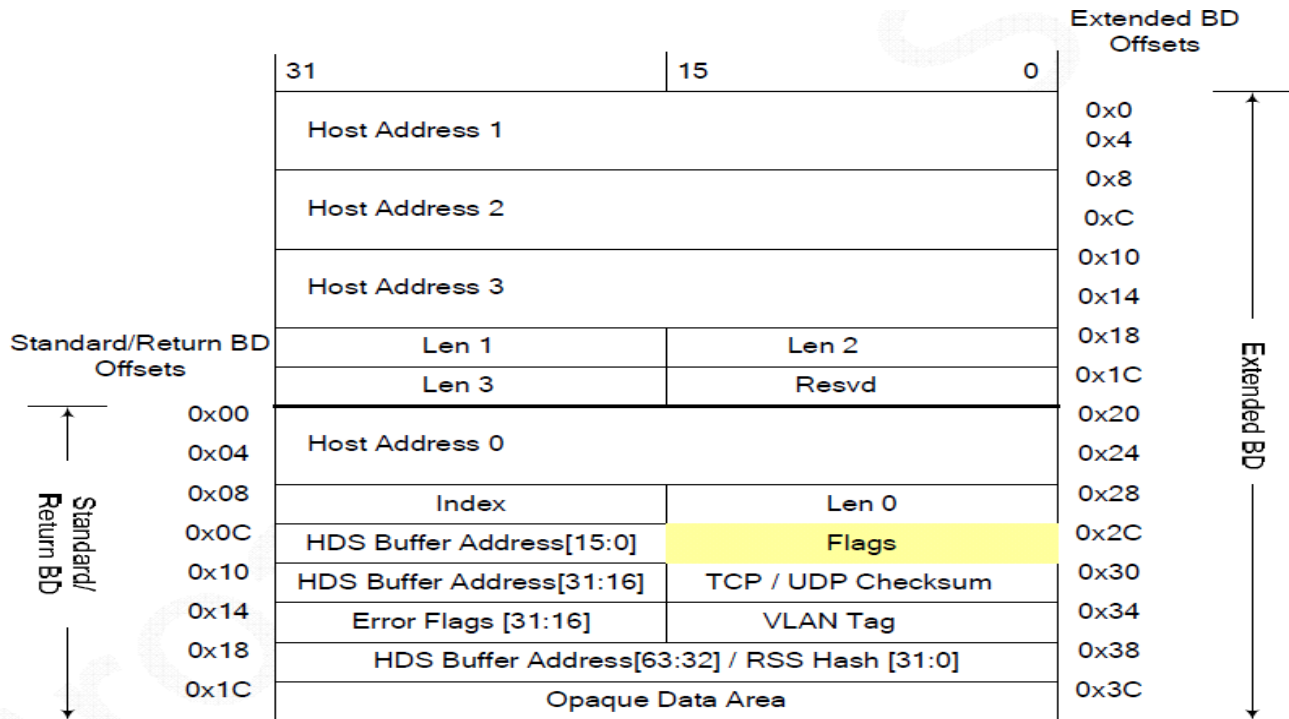 Extended BD
Offsets
31 15 0
Host Address 1
0x0
0x4
Host Address 2
0x8
0xC
Host Address 3
0x10
0x14
Standard/Return BD
Offsets
Len 1 Len 2 0x18
Len 3 Resvd 0x1C
Extended BD
0x00 0x20
Host Address 0
0x04 0x24
0x08 Index Len 0 0x28
Standard/
Return BD
0x0C HDS Buffer Address[15:0] Flags 0x2C
0x10 HDS Buffer Address[31:16] TCP / UDP Checksum 0x30
0x14 Error Flags [31:16] VLAN Tag 0x34
0x18 HDS Buffer Address[63:32] / RSS Hash [31:0] 0x38
0x1C Opaque Data Area 0x3C